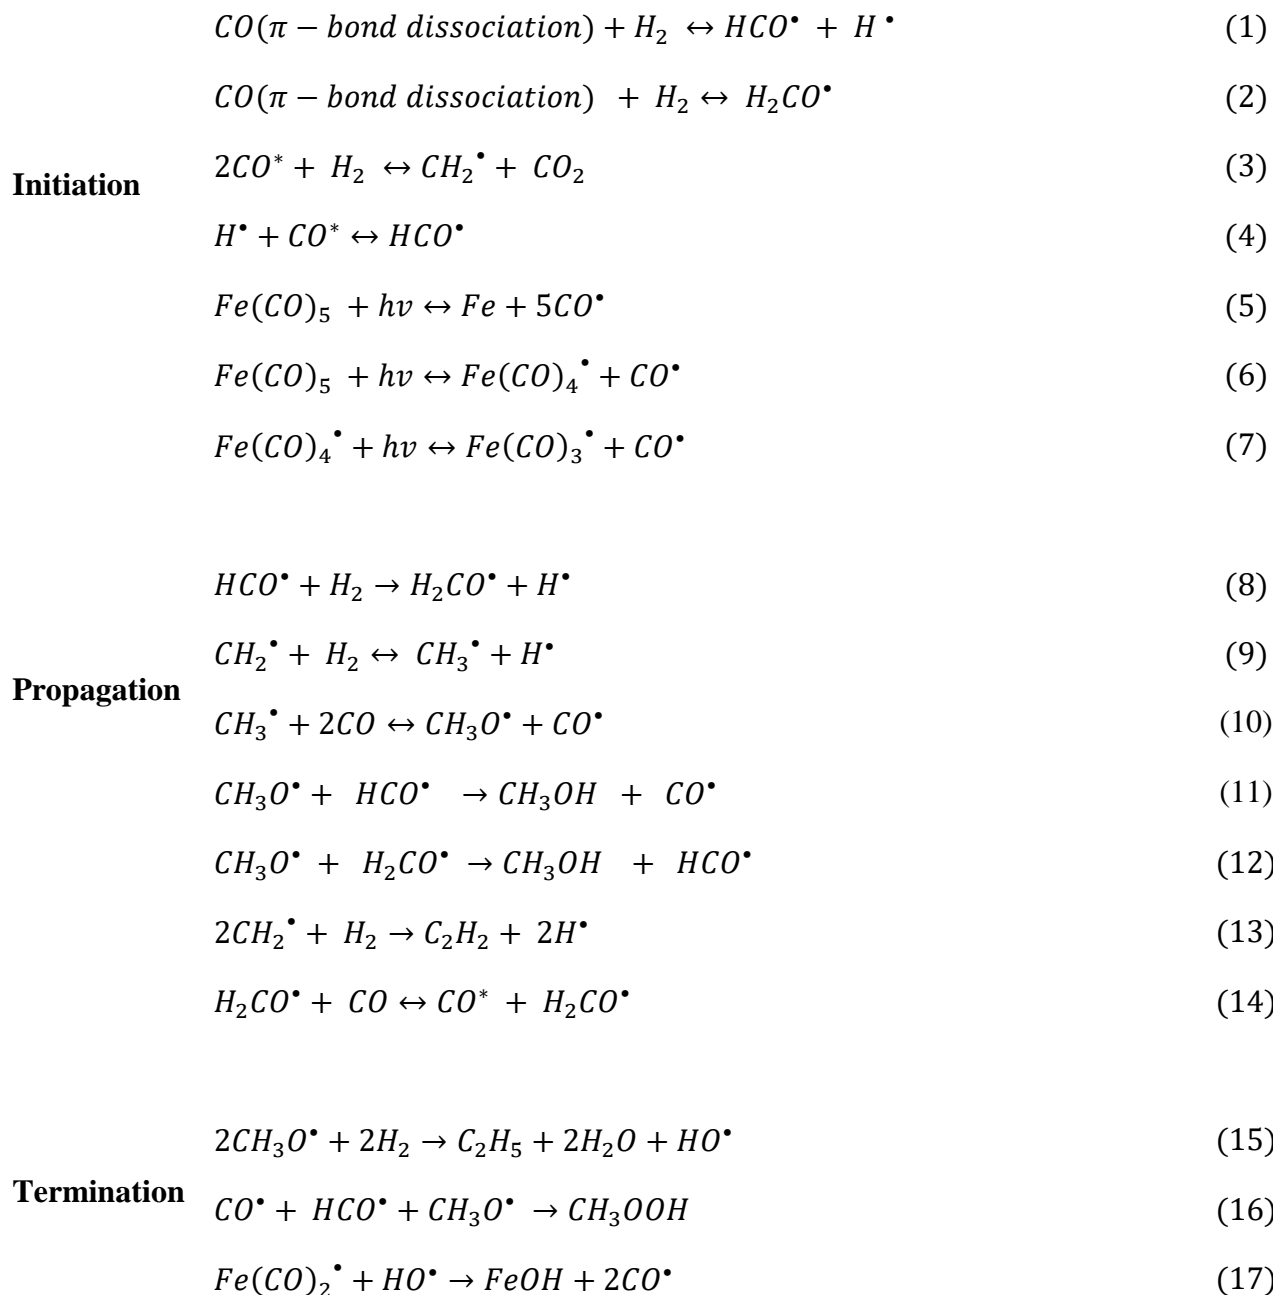 CO(π − bond dissociation) + H₂ ↔ HCO• + H • (1)
CO(π − bond dissociation) + H₂ ↔ H₂CO• (2)
Initiation 2CO* + H₂ ↔ CH₂• + CO₂ (3)
H• + CO* ↔ HCO• (4)
Fe(CO)₅ + hv ↔ Fe + 5CO• (5)
Fe(CO)₅ + hv ↔ Fe(CO)₄• + CO• (6)
Fe(CO)₄• + hv ↔ Fe(CO)₃• + CO• (7)
HCO• + H₂ → H₂CO• + H• (8)
CH₂• + H₂ ↔ CH₃• + H• (9)
Propagation CH₃• + 2CO ↔ CH₃O• + CO• (10)
CH₃O• + HCO• → CH₃OH + CO• (11)
CH₃O• + H₂CO• → CH₃OH + HCO• (12)
2CH₂• + H₂ → C₂H₂ + 2H• (13)
H₂CO• + CO ↔ CO* + H₂CO• (14)
2CH₃O• + 2H₂ → C₂H₅ + 2H₂O + HO• (15)
Termination CO• + HCO• + CH₃O• → CH₃OOH (16)
Fe(CO)₂• + HO• → FeOH + 2CO• (17)